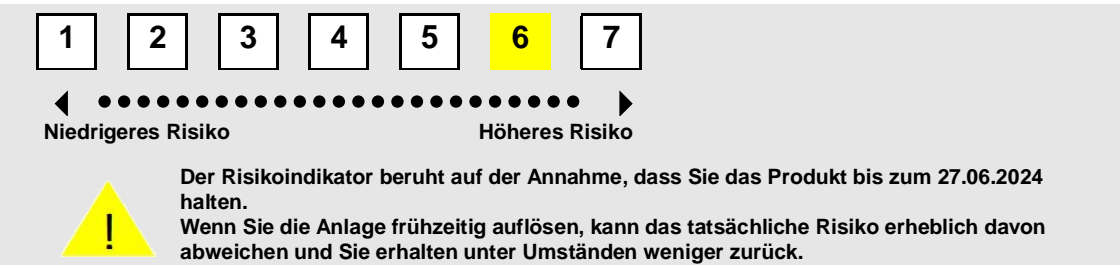 1 2 3 4 5 6 7
Niedrigeres Risiko Höheres Risiko
Der Risikoindikator beruht auf der Annahme, dass Sie das Produkt bis zum 27.06.2024
halten.
Wenn Sie die Anlage frühzeitig auflösen, kann das tatsächliche Risiko erheblich davon
abweichen und Sie erhalten unter Umständen weniger zurück.
!